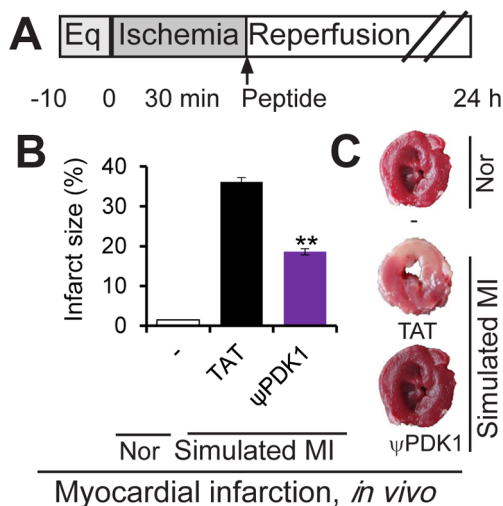 A
Eq Ischemia Reperfusion
-10 0 30 min Peptide 24 h
B
Infarct size (%)
40
30
20
10
0
**
- TAT ψPDK1
Nor Simulated MI
C
Nor
-
TAT
ψPDK1
Simulated MI
Myocardial infarction, in vivo